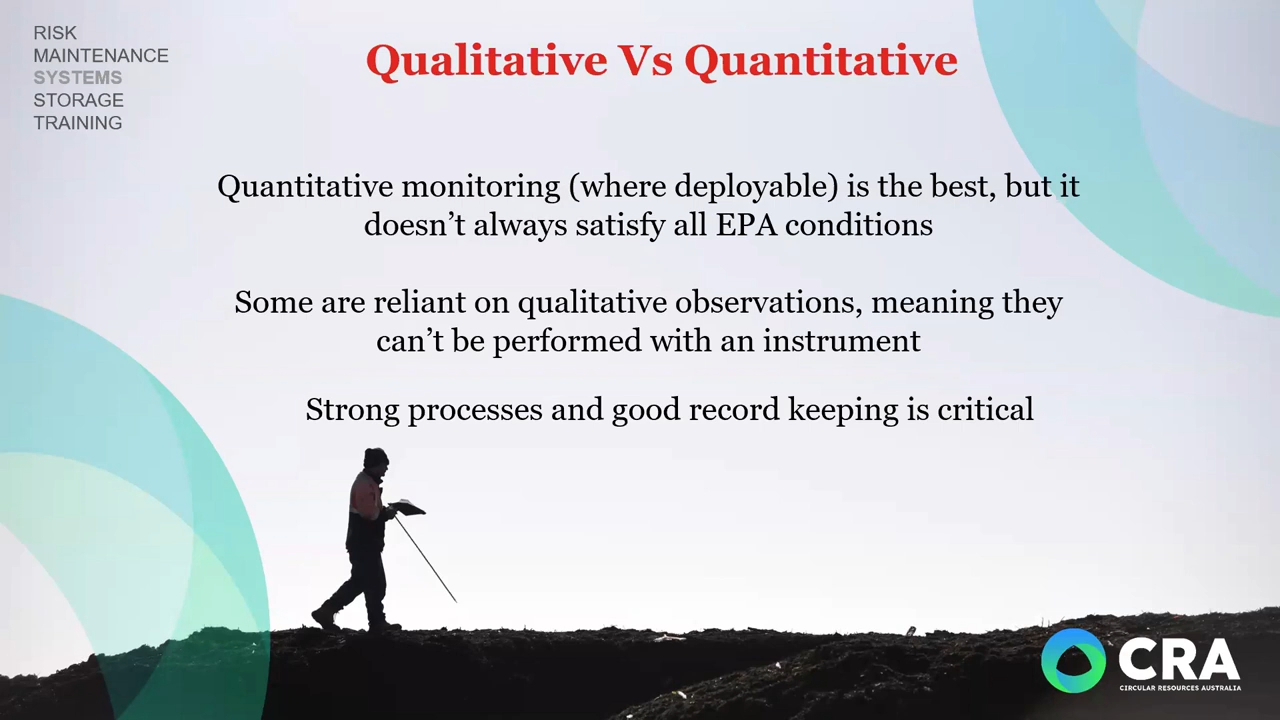 RISK
MAINTENANCE
SYSTEMS
STORAGE
TRAINING
Qualitative Vs Quantitative
Quantitative monitoring (where deployable) is the best, but it
doesn’t always satisfy all EPA conditions
Some are reliant on qualitative observations, meaning they
can’t be performed with an instrument
Strong processes and good record keeping is critical
CRA
CIRCULAR RESOURCES AUSTRALIA